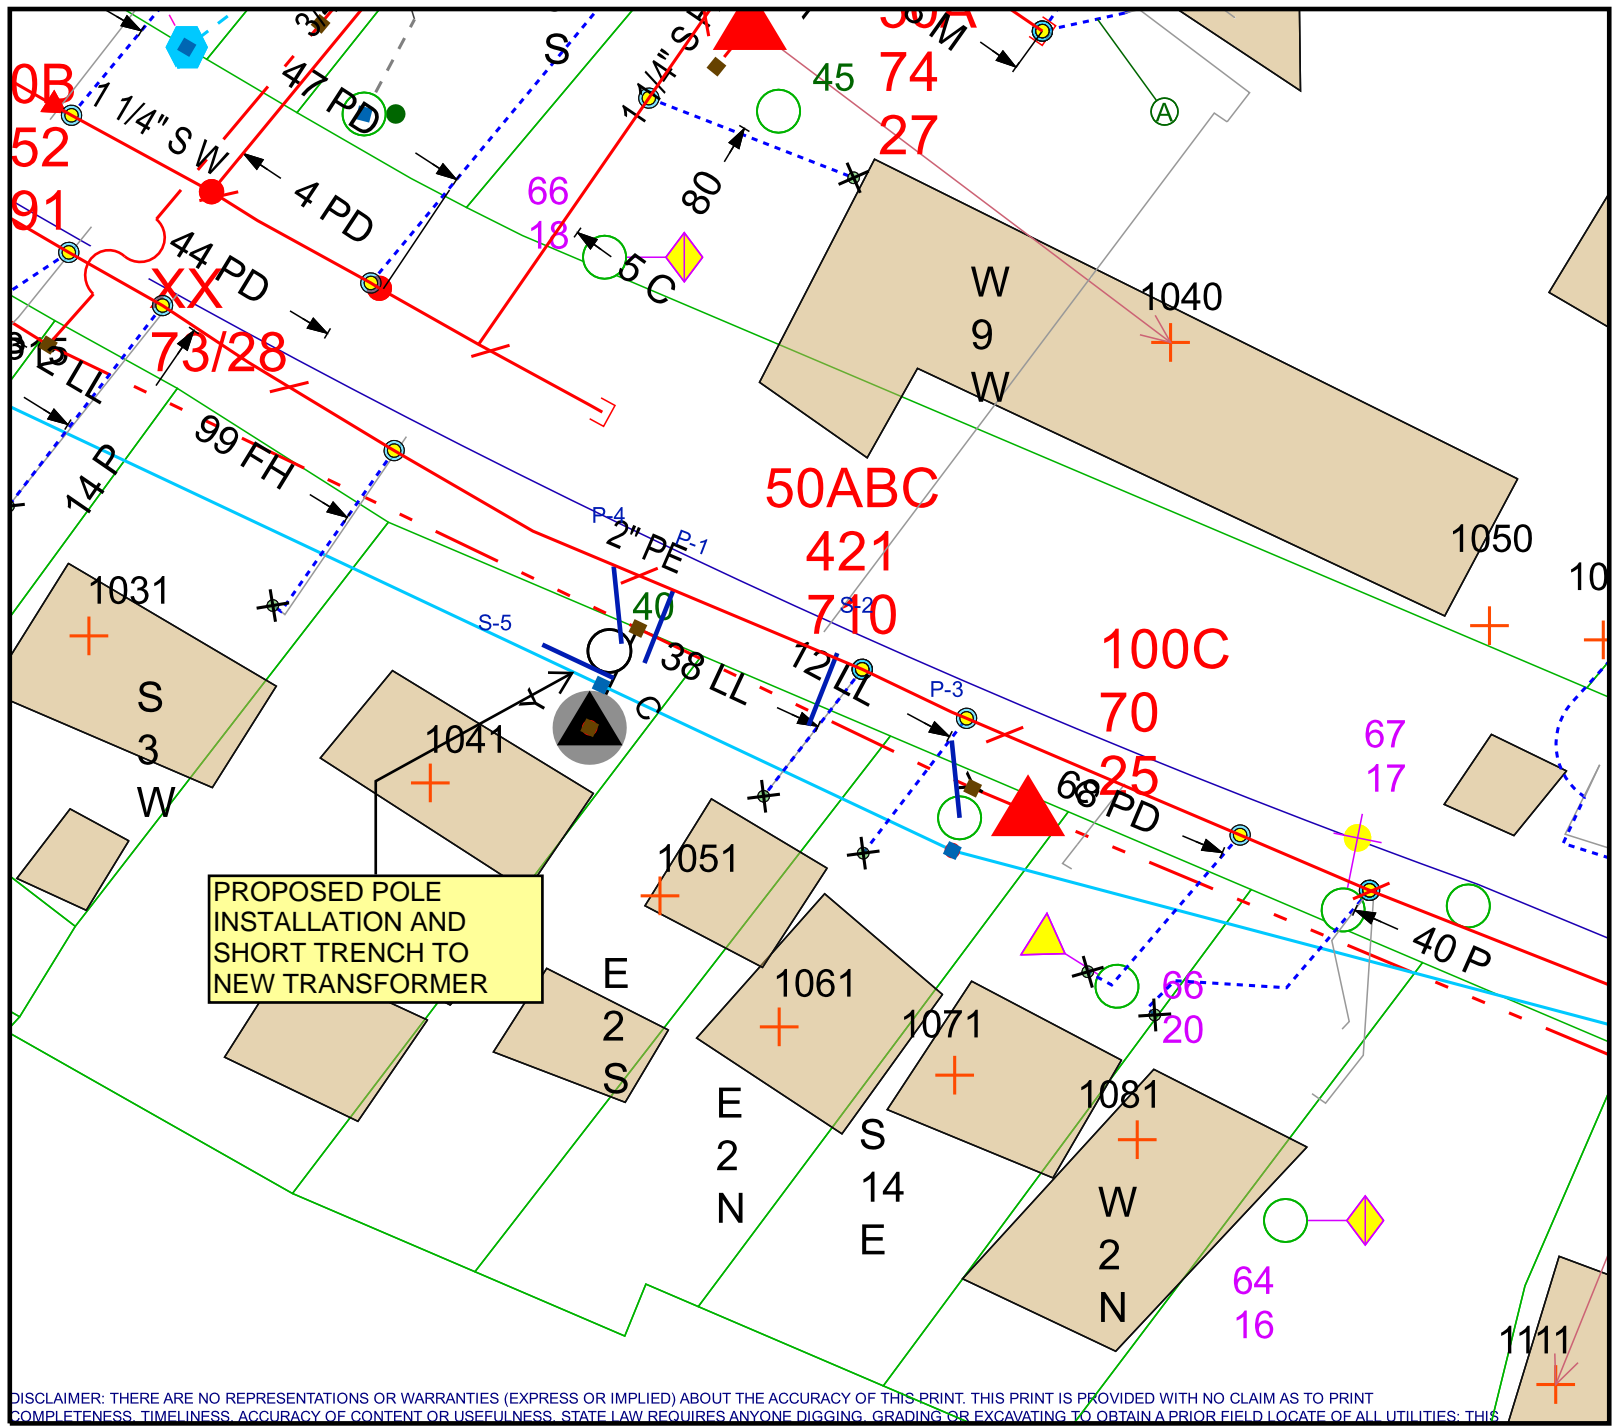 0B
52
91
1 1/4" S W
47 PD
4 PD
44 PD
S
1 1/4" S
M
74
27
45
A
66
18
80
5 C
XX
73/28
2 LL
14 P
99 FH
W
9
W
1040
1050
10
50ABC
421
710
P-4
2" PE
P-1
40
S-2
S-5
38 LL
12 LL
P-3
100C
70
25
68 PD
67
17
40 P
1031
S
3
W
1041
Y
C
1051
PROPOSED POLE
INSTALLATION AND
SHORT TRENCH TO
NEW TRANSFORMER
E
2
S
1061
1071
66
20
E
2
N
S
14
E
1081
W
2
N
64
16
1111
DISCLAIMER: THERE ARE NO REPRESENTATIONS OR WARRANTIES (EXPRESS OR IMPLIED) ABOUT THE ACCURACY OF THIS PRINT. THIS PRINT IS PROVIDED WITH NO CLAIM AS TO PRINT
COMPLETENESS, TIMELINESS, ACCURACY OF CONTENT OR USEFULNESS. STATE LAW REQUIRES ANYONE DIGGING, GRADING OR EXCAVATING TO OBTAIN A PRIOR FIELD LOCATE OF ALL UTILITIES; THIS